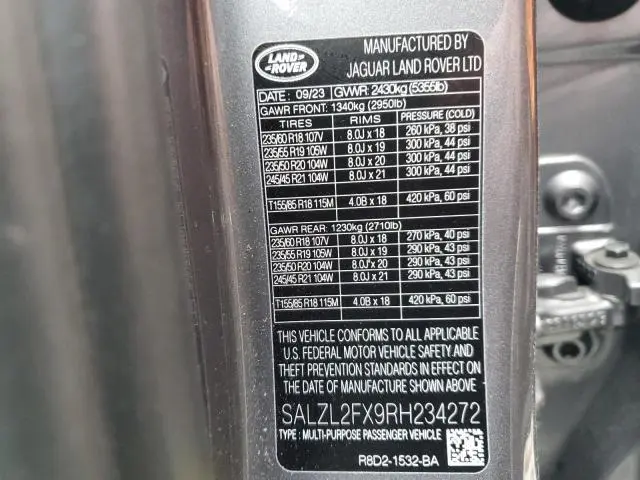 LAND
ROVER
MANUFACTURED BY
JAGUAR LAND ROVER LTD
DATE: 09/23 GVWR: 2430kg (5355lb)
GAWR FRONT: 1340kg (2950lb)
TIRES RIMS PRESSURE (COLD)
235/60 R18 107V 8.0J x 18 260 kPa, 38 psi
235/55 R19 105W 8.0J x 19 300 kPa, 44 psi
235/50 R20 104W 8.0J x 20 300 kPa, 44 psi
245/45 R21 104W 8.0J x 21 300 kPa, 44 psi
T155/85 R18 115M 4.0B x 18 420 kPa, 60 psi
GAWR REAR: 1230kg (2710lb)
235/60 R18 107V 8.0J x 18 270 kPa, 40 psi
235/55 R19 105W 8.0J x 19 290 kPa, 43 psi
235/50 R20 104W 8.0J x 20 290 kPa, 43 psi
245/45 R21 104W 8.0J x 21 290 kPa, 43 psi
T155/85 R18 115M 4.0B x 18 420 kPa, 60 psi
THIS VEHICLE CONFORMS TO ALL APPLICABLE
U.S. FEDERAL MOTOR VEHICLE SAFETY AND
THEFT PREVENTION STANDARDS IN EFFECT ON
THE DATE OF MANUFACTURE SHOWN ABOVE
SALZL2FX9RH234272
TYPE: MULTI-PURPOSE PASSENGER VEHICLE
R8D2-1532-BA